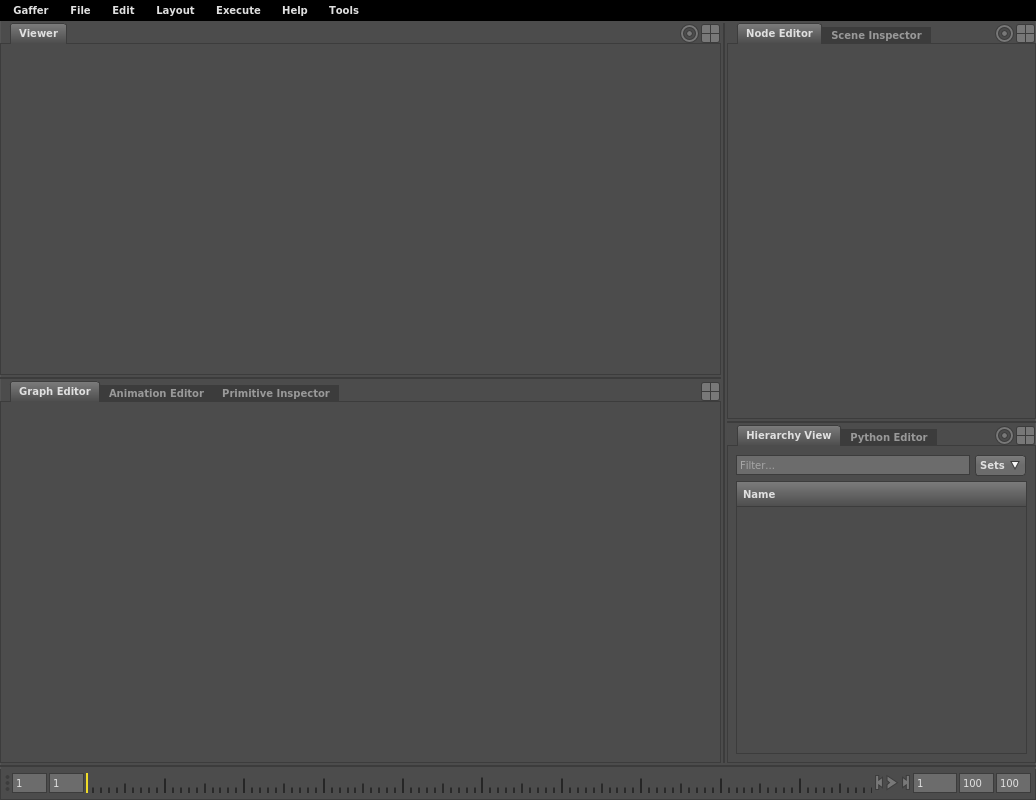 Gaffer File Edit Layout Execute Help Tools
Viewer
Node Editor Scene Inspector
Graph Editor Animation Editor Primitive Inspector
Hierarchy View Python Editor
Filter...
Sets
Name
1 1 1 100 100